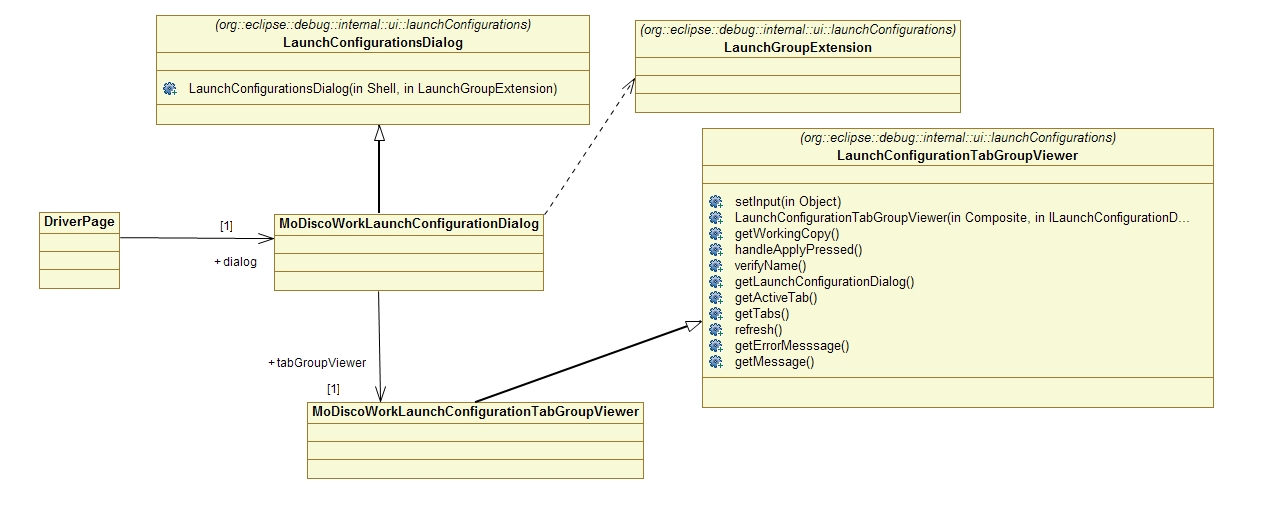 (org::eclipse::debug::internal::ui::launchConfigurations)
LaunchConfigurationsDialog
LaunchConfigurationsDialog(in Shell, in LaunchGroupExtension)
(org::eclipse::debug::internal::ui::launchConfigurations)
LaunchGroupExtension
(org::eclipse::debug::internal::ui::launchConfigurations)
LaunchConfigurationTabGroupViewer
setInput(in Object)
LaunchConfigurationTabGroupViewer(in Composite, in ILaunchConfigurationD...
getWorkingCopy()
handleApplyPressed()
verifyName()
getLaunchConfigurationDialog()
getActiveTab()
getTabs()
refresh()
getErrorMesssage()
getMessage()
DriverPage
[1]
+ dialog
MoDiscoWorkLaunchConfigurationDialog
+ tabGroupViewer
[1]
MoDiscoWorkLaunchConfigurationTabGroupViewer